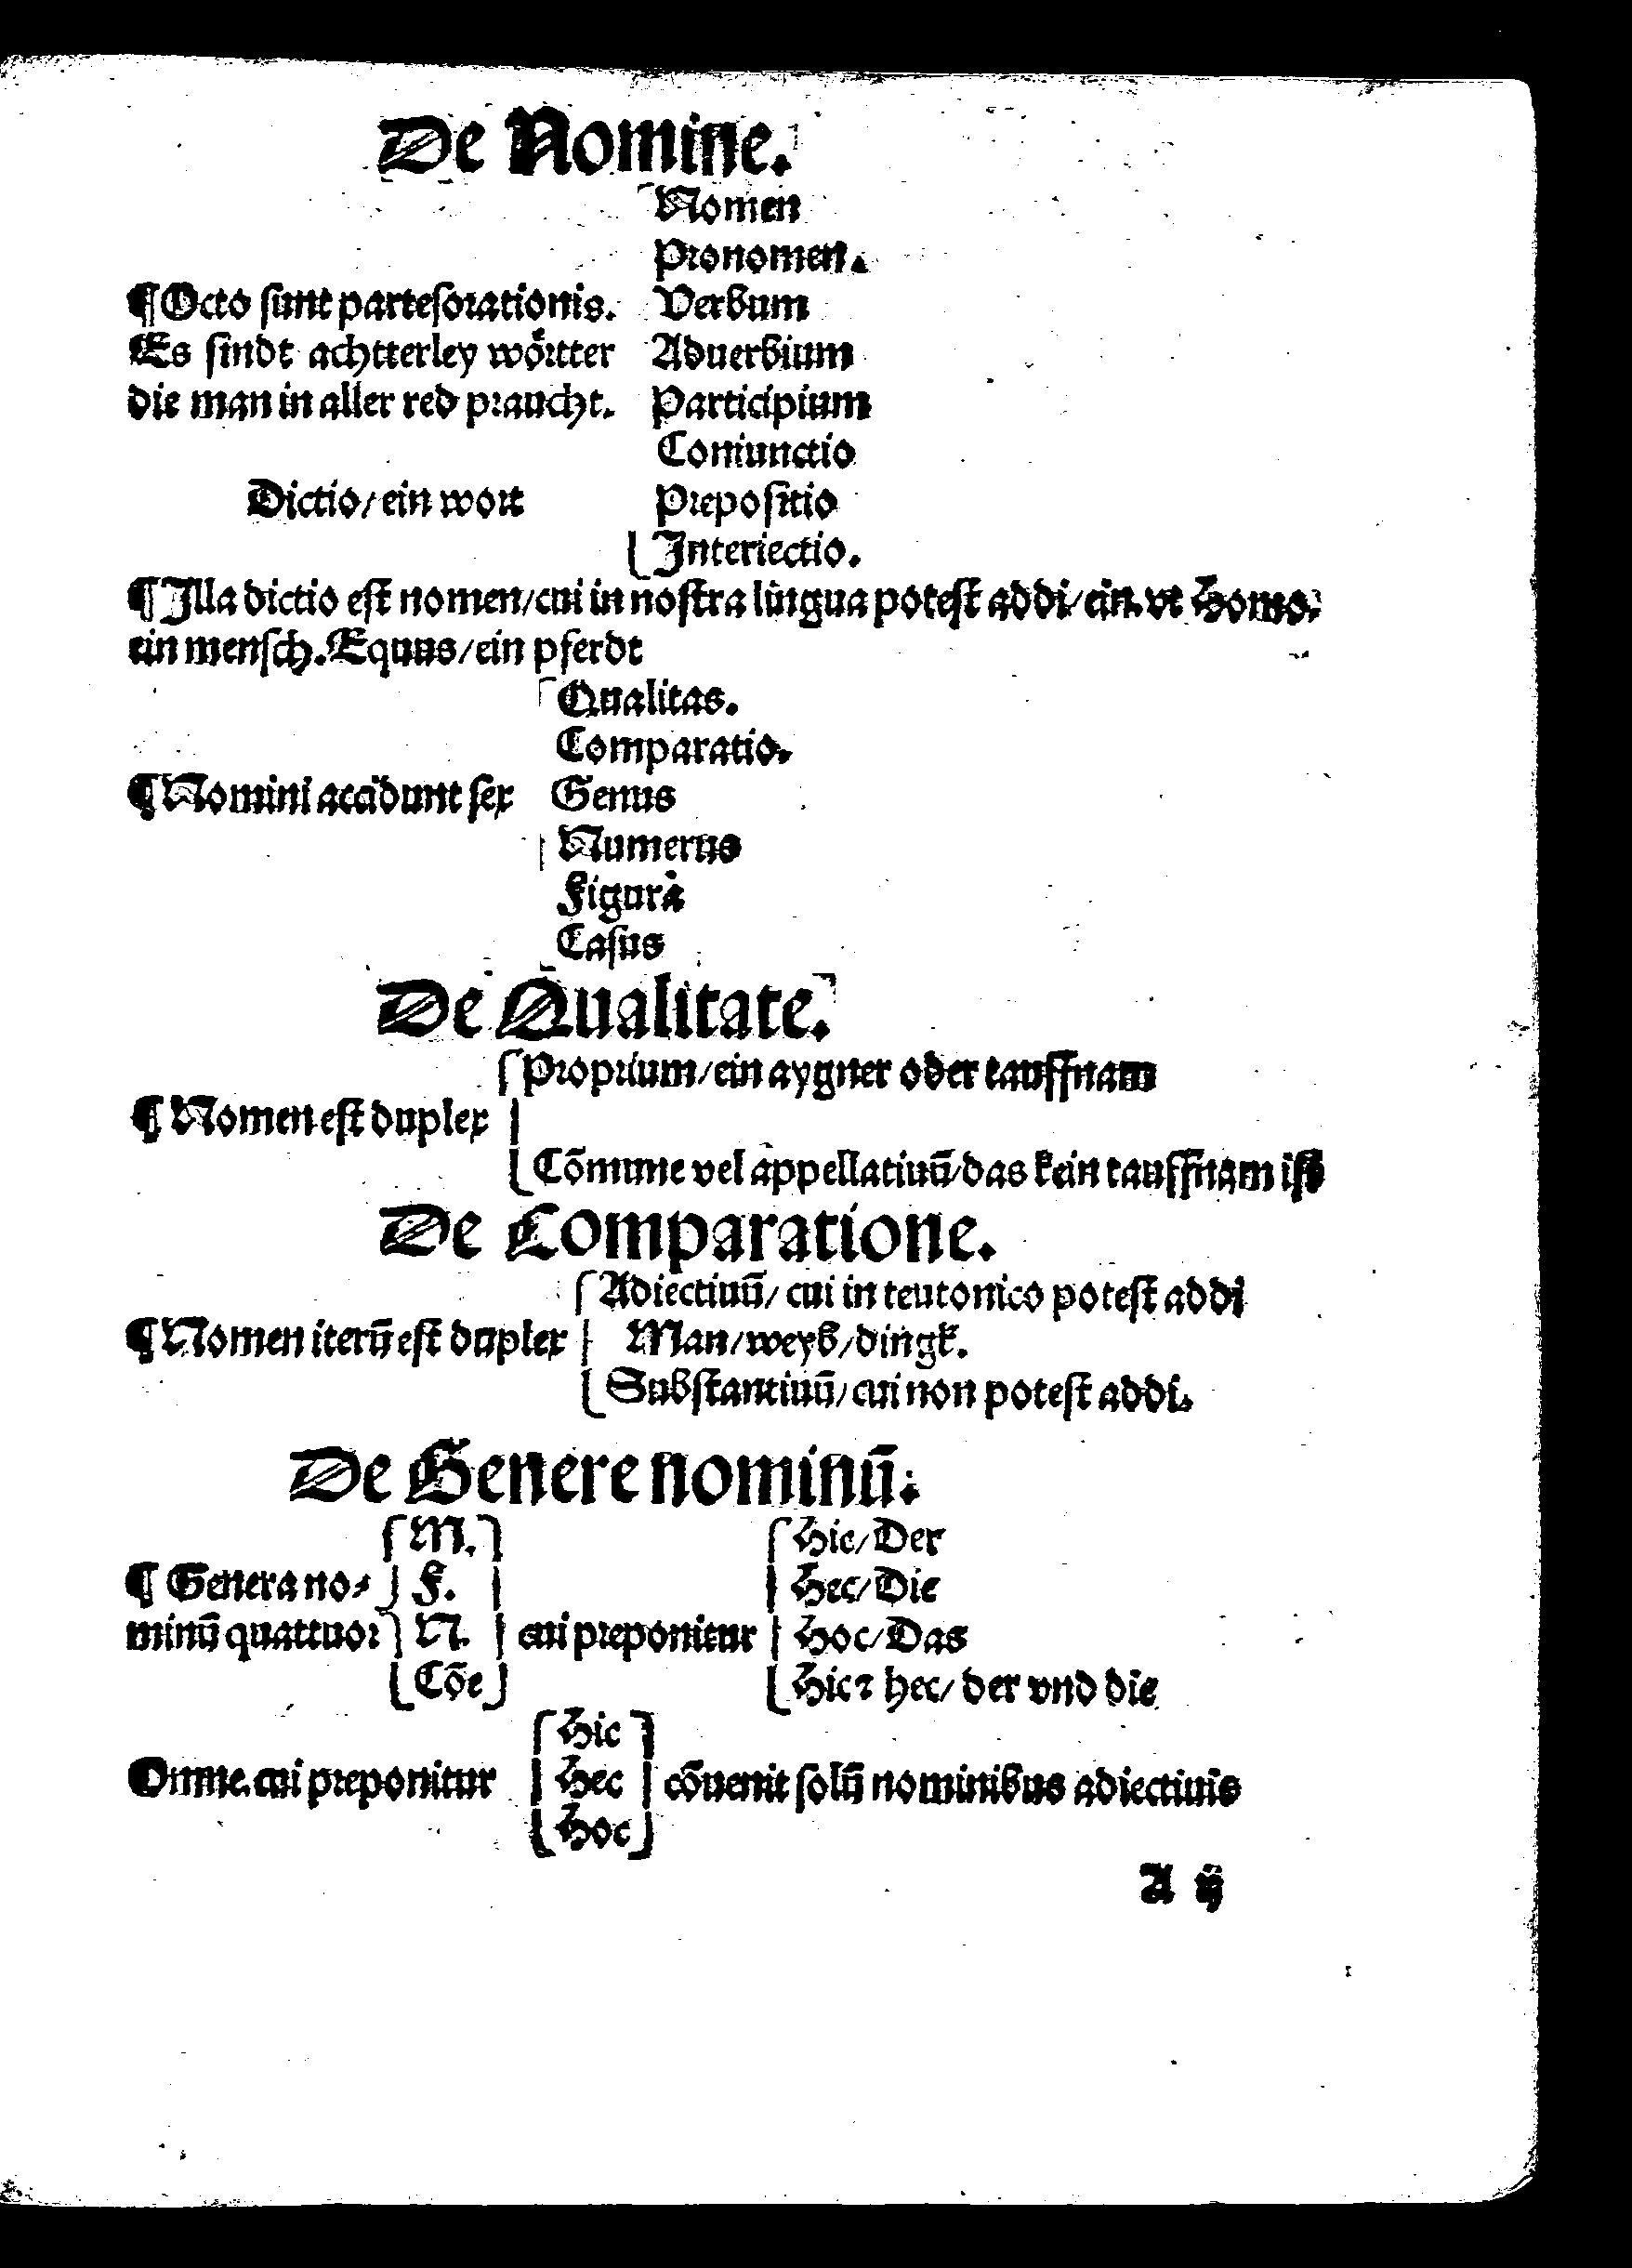 De Nomine.
Nomen
Pronomen.
¶Octo ſunt parteſorationis. Verbum
Es ſindt achtterley woͤrtter Aduerbium
die man in aller red praucht. Participium
Coniunctio
Dictio/ein wort Prepoſitio
Interiectio.
¶Illa dictio eſt nomen/cui in noſtra lingua poteſt addi/ein.vt Homo.
ein menſch.Equus/ein pferdt
Qualitas.
Comparatio.
¶Nomini accidunt ſex Genus
Numerus
Figura
Caſus
De Qualitate.
Proprium/ein aygner oder tauffnam
¶Nomen eſt duplex
Cōmune vel appellatiuū/das kein tauffnam iſt
De Comparatione.
Adiectiuū/ cui in teutonico poteſt addi
¶Nomen iterū eſt duplex Man/weyb/dingk.
Subſtantiuū/cui non poteſt addi.
De Genere nominū.
M. Hic/Der
¶ Genera no⸗ F. Hec/Die
minū quattuor N. cui preponitur Hoc/Das
Cōe Hic⁊ hec/ der vnd die
Hic
Omne.cui preponitur Hec cōuenit ſolū nominibus adiectiuis
Hoc
A ij